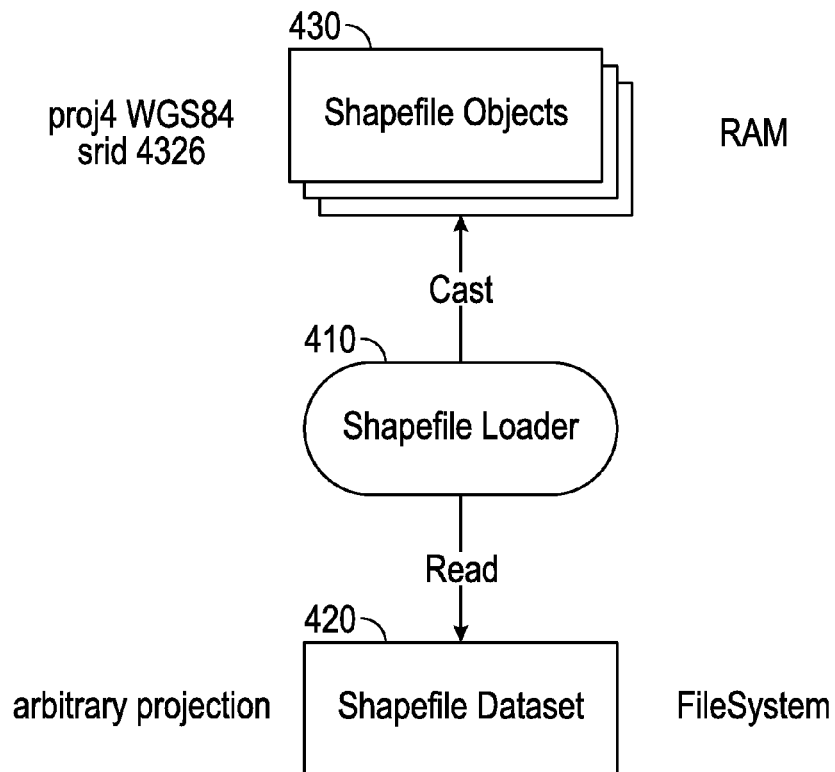 430
proj4 WGS84
srid 4326
Shapefile Objects
RAM
Cast
410
Shapefile Loader
Read
420
arbitrary projection
Shapefile Dataset
FileSystem